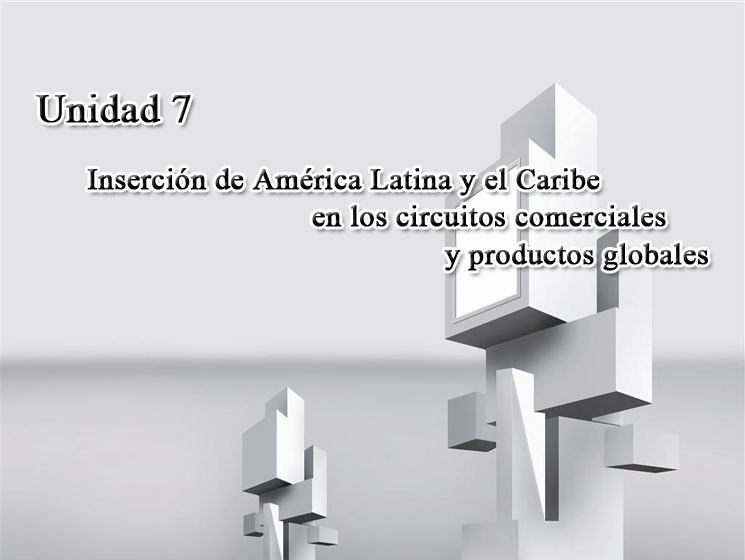 Unidad 7
Inserción de América Latina y el Caribe
en los circuitos comerciales
y productos globales